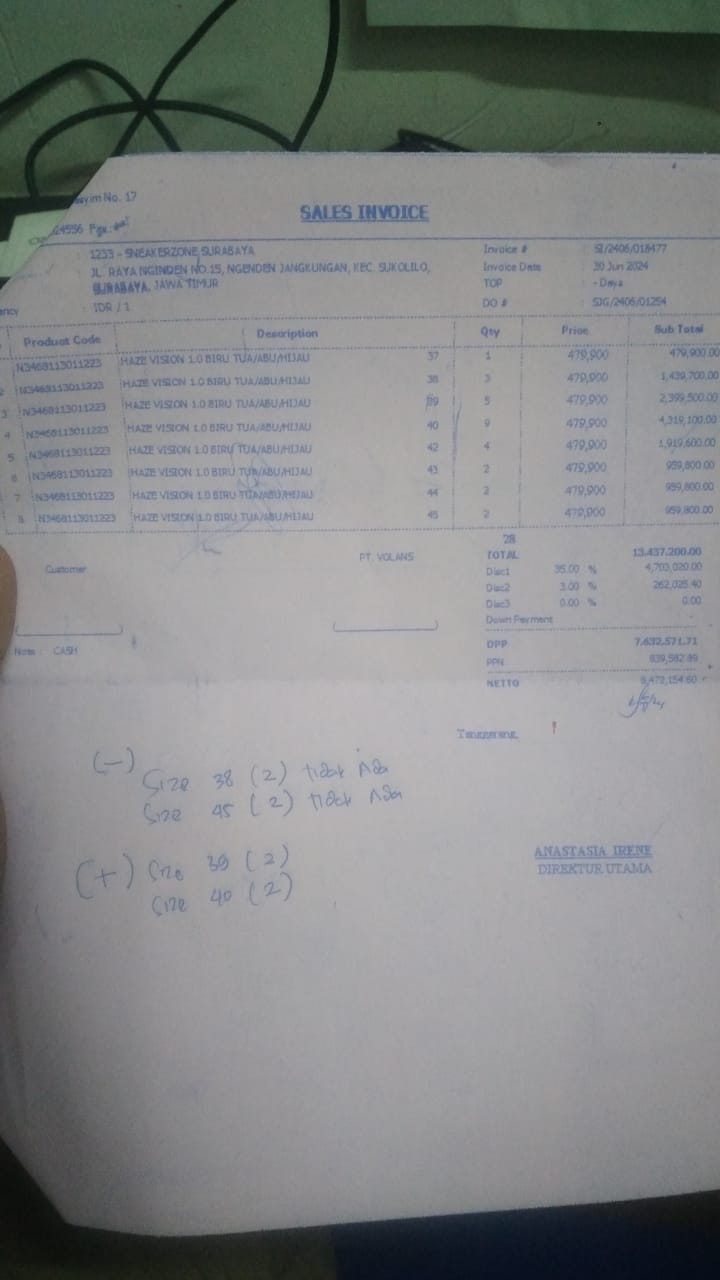 No. 17
SALES INVOICE
1233 - SNEAKERZONE SURABAYA
JL. RAYA NGINDEN NO.15, NGENDEN JANGKUNGAN, KEC. SUKOLILO,
SURABAYA, JAWA TIMUR
IDR / 1
Invoice # : SI/2406/018477
Invoice Date : 30 Jun 2024
TOP : - Days
DO # : SJG/2406/01254
Product Code Description Qty Price Sub Total
N3468113011223 HAZE VISION 1.0 BIRU TUA/ABU/HIJAU 37 1 479,900 479,900.00
2 N3468113011223 HAZE VISION 1.0 BIRU TUA/ABU/HIJAU 38 3 479,900 1,439,700.00
3 N3468113011223 HAZE VISION 1.0 BIRU TUA/ABU/HIJAU 39 5 479,900 2,399,500.00
4 N3468113011223 HAZE VISION 1.0 BIRU TUA/ABU/HIJAU 40 9 479,900 4,319,100.00
5 N3468113011223 HAZE VISION 1.0 BIRU TUA/ABU/HIJAU 42 4 479,900 1,919,600.00
6 N3468113011223 HAZE VISION 1.0 BIRU TUA/ABU/HIJAU 43 2 479,900 959,800.00
7 N3468113011223 HAZE VISION 1.0 BIRU TUA/ABU/HIJAU 44 2 479,900 959,800.00
8 N3468113011223 HAZE VISION 1.0 BIRU TUA/ABU/HIJAU 45 2 479,900 959,800.00
28
TOTAL 13.437.200.00
Disc1 35.00 % 4,703,020.00
Disc2 3.00 % 262,025.40
Disc3 0.00 % 0.00
Down Payment -
Customer PT. VOLANS
DPP 7.632,571.71
PPN 839,582.89
NETTO 8,472,154.60
Note : CASH
Tangerang,
(-) Size 38 (2) tidak Ada
Size 45 (2) tidak Ada
(+) Size 39 (2)
Size 40 (2)
ANASTASIA IRENE
DIREKTUR UTAMA